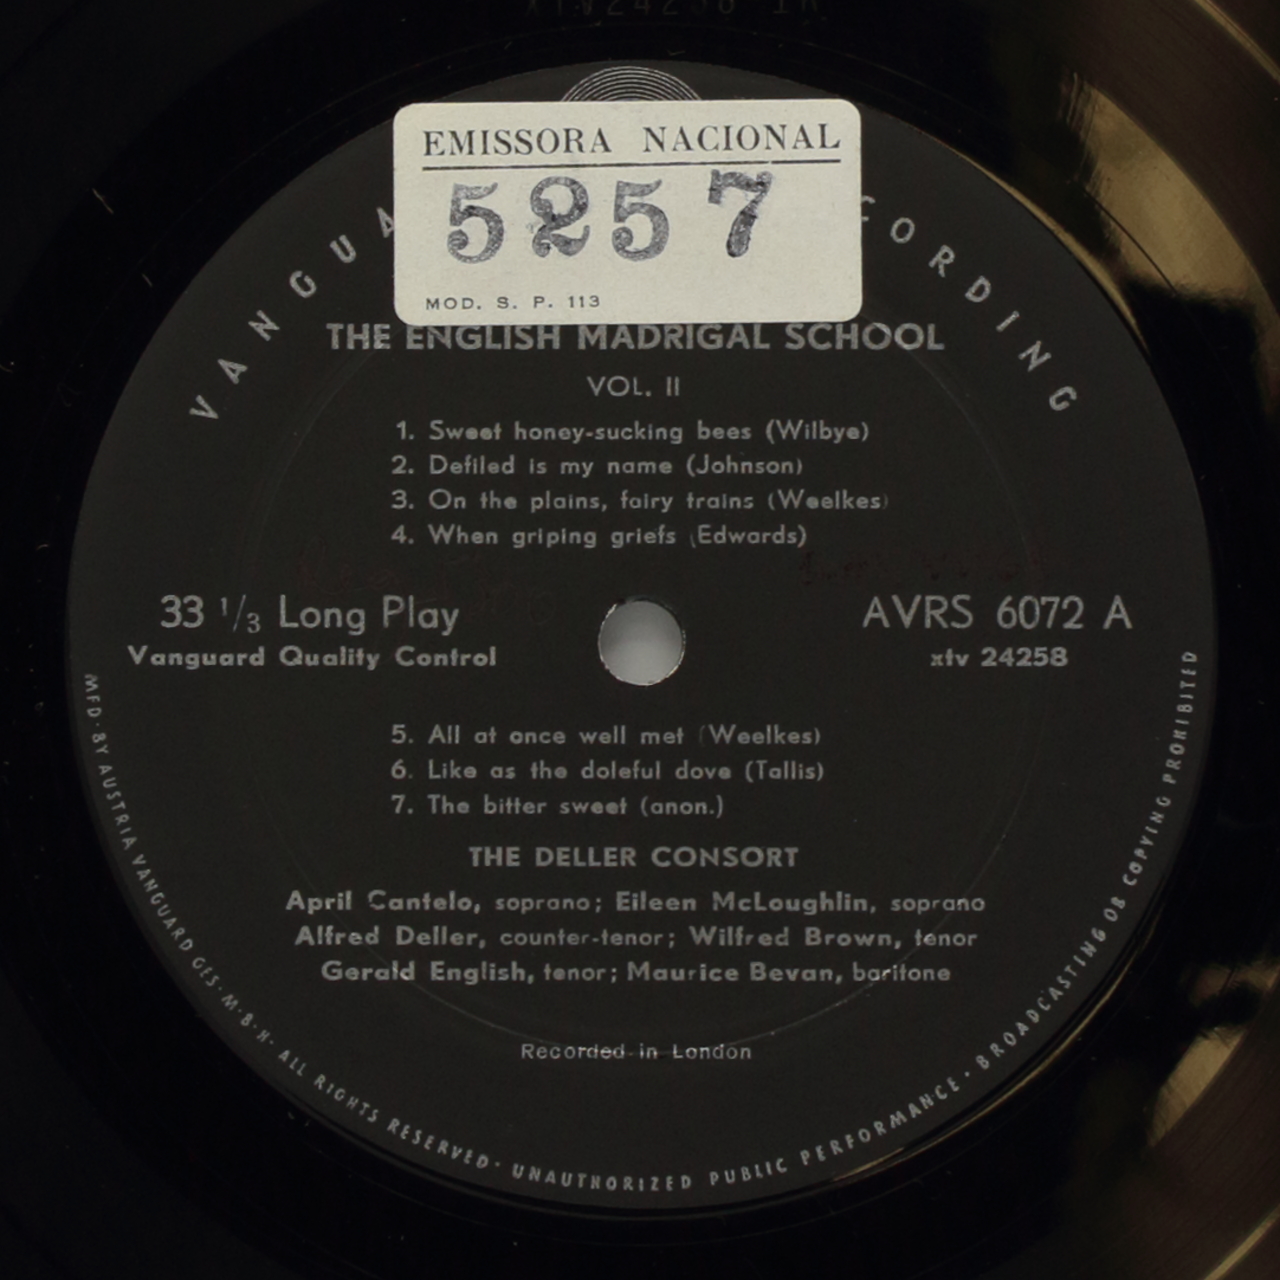 EMISSORA NACIONAL
5257
MOD. S. P. 113
THE ENGLISH MADRIGAL SCHOOL
VOL. II
1. Sweet honey-sucking bees (Wilbye)
2. Defiled is my name (Johnson)
3. On the plains, fairy trains (Weelkes)
4. When griping griefs (Edwards)
33 1/3 Long Play
Vanguard Quality Control
AVRS 6072 A
xtv 24258
5. All at once well met (Weelkes)
6. Like as the doleful dove (Tallis)
7. The bitter sweet (anon.)
THE DELLER CONSORT
April Cantelo, soprano; Eileen McLoughlin, soprano
Alfred Deller, counter-tenor; Wilfred Brown, tenor
Gerald English, tenor; Maurice Bevan, baritone
Recorded in London
MFD·BY AUSTRIA VANGUARD GES·M·B·H· ALL RIGHTS RESERVED· UNAUTHORIZED PUBLIC PERFORMANCE· BROADCASTING OR COPYING PROHIBITED